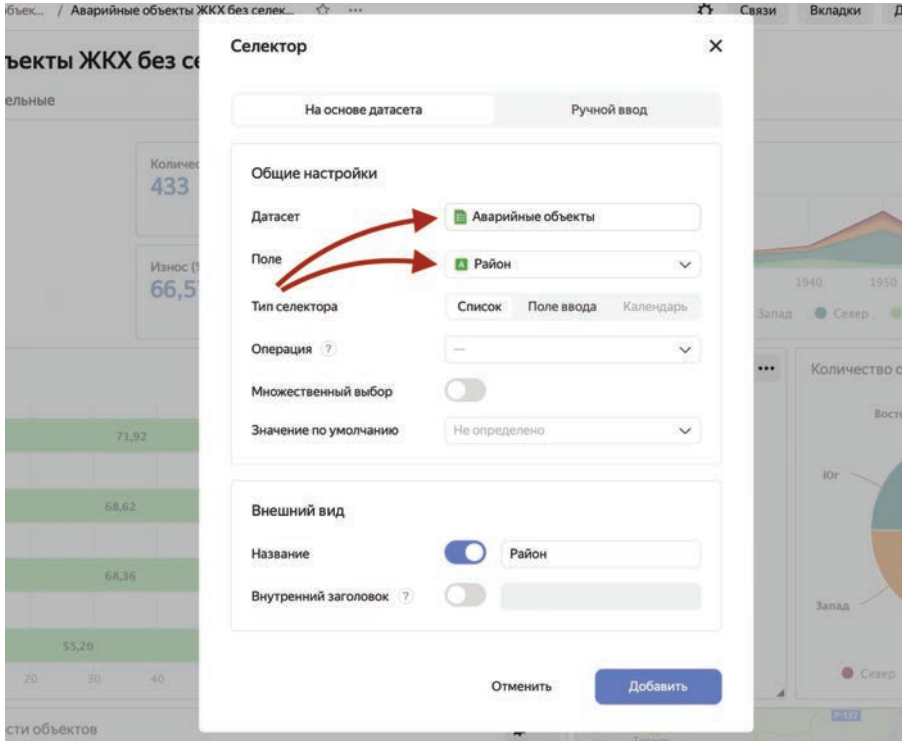 / Аварийные объекты ЖКХ без селек... ☆ ...
Связи Вкладки
ъекты ЖКХ без се
ельные
Селектор
На основе датасета Ручной ввод
Общие настройки
Датасет Аварийные объекты
Поле Район
Тип селектора Список Поле ввода Календарь
Операция ? —
Множественный выбор
Значение по умолчанию Не определено
Внешний вид
Название Район
Внутренний заголовок ?
Отменить Добавить
Количес
433
Износ (
66,5
71,92
68,62
68,36
55,20
20 30 40
сти объектов
1940 1950
Запад Север
Количество о
Вост
Юг
Запад
Север
Р-132